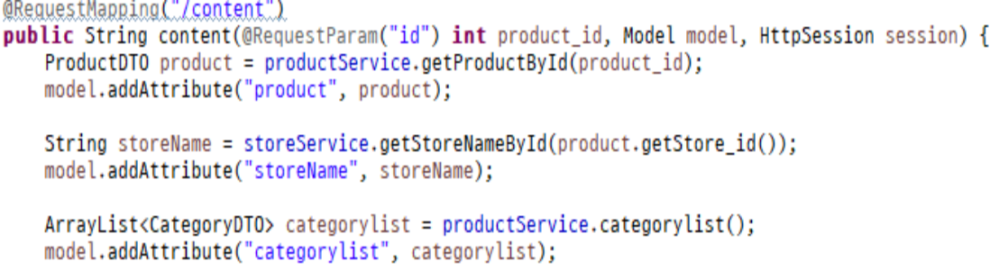 @RequestMapping("/content")
public String content(@RequestParam("id") int product_id, Model model, HttpSession session) {
ProductDTO product = productService.getProductById(product_id);
model.addAttribute("product", product);
String storeName = storeService.getStoreNameById(product.getStore_id());
model.addAttribute("storeName", storeName);
ArrayList<CategoryDTO> categorylist = productService.categorylist();
model.addAttribute("categorylist", categorylist);